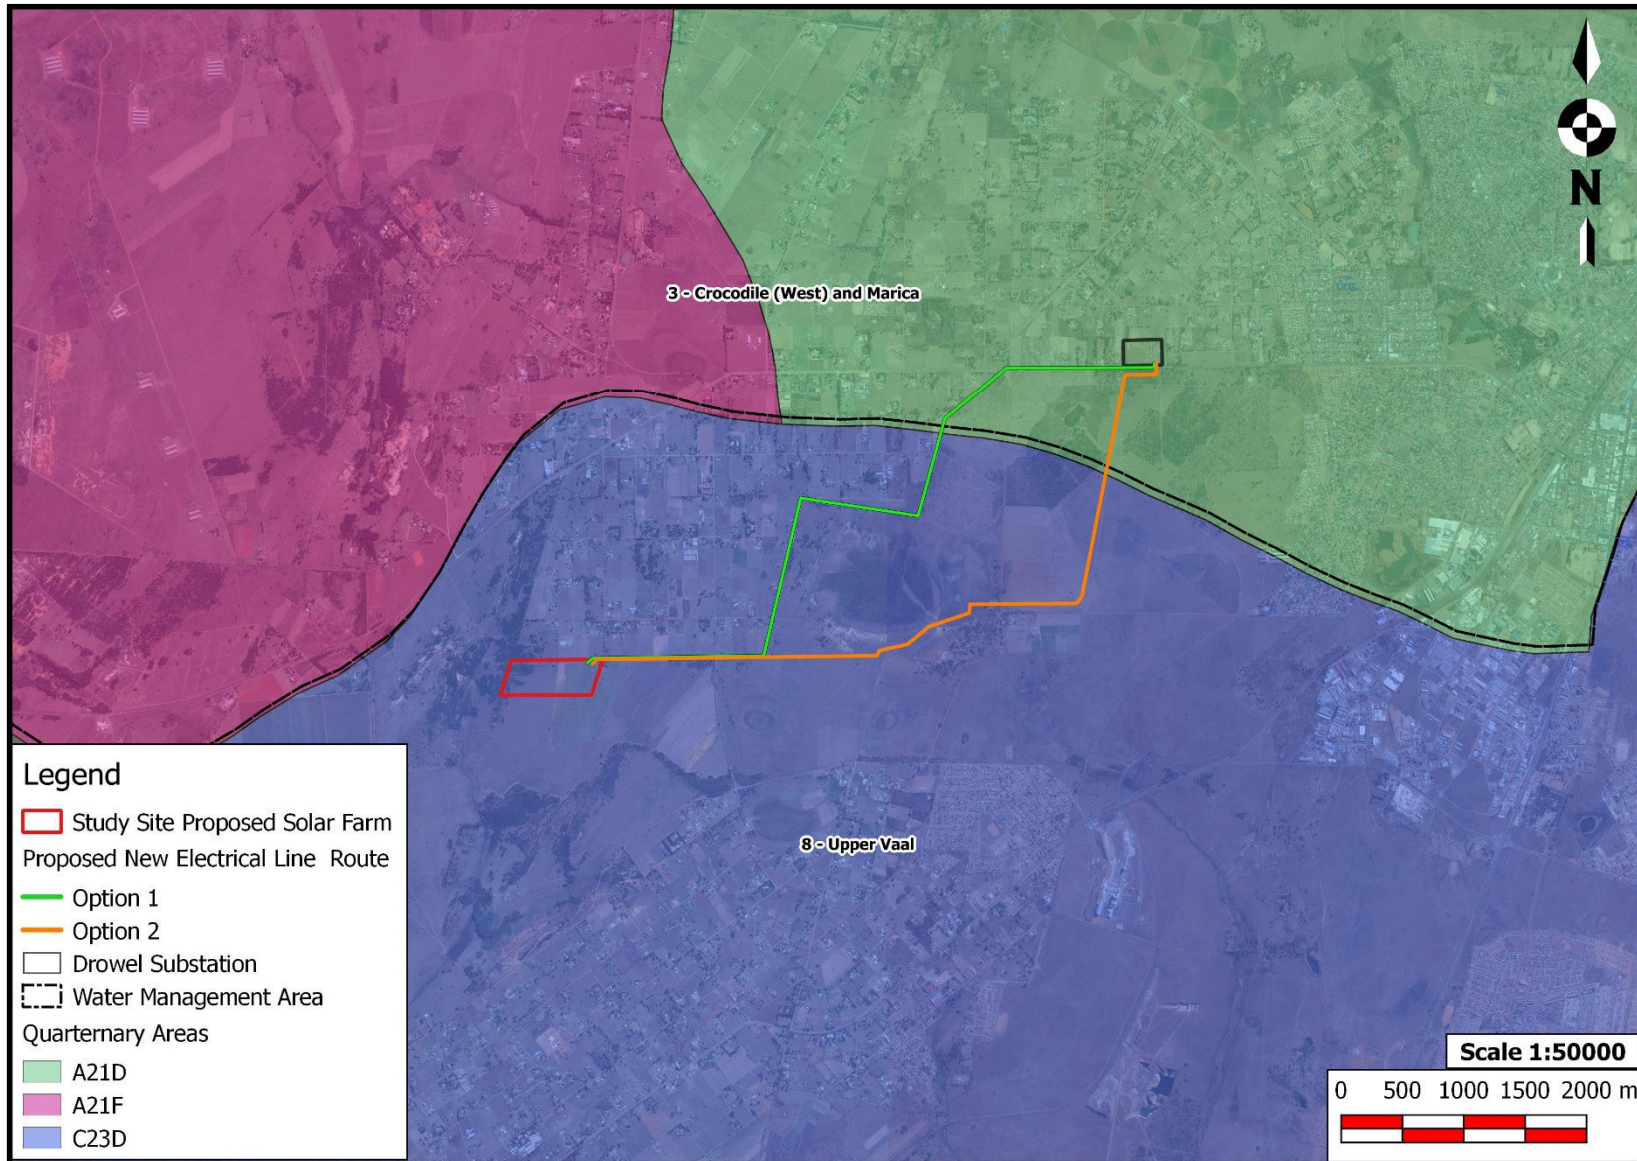 N
3 - Crocodile (West) and Marica
8 - Upper Vaal
Legend
Study Site Proposed Solar Farm
Proposed New Electrical Line Route
Option 1
Option 2
Drowel Substation
Water Management Area
Quarternary Areas
A21D
A21F
C23D
Scale 1:50000
0 500 1000 1500 2000 m